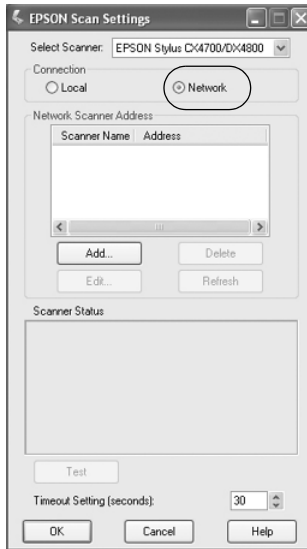 EPSON Scan Settings
Select Scanner: EPSON Stylus CX4700/DX4800
Connection
Local Network
Network Scanner Address
Scanner Name Address
Add... Delete
Edit... Refresh
Scanner Status
Test
Timeout Setting (seconds): 30
OK Cancel Help